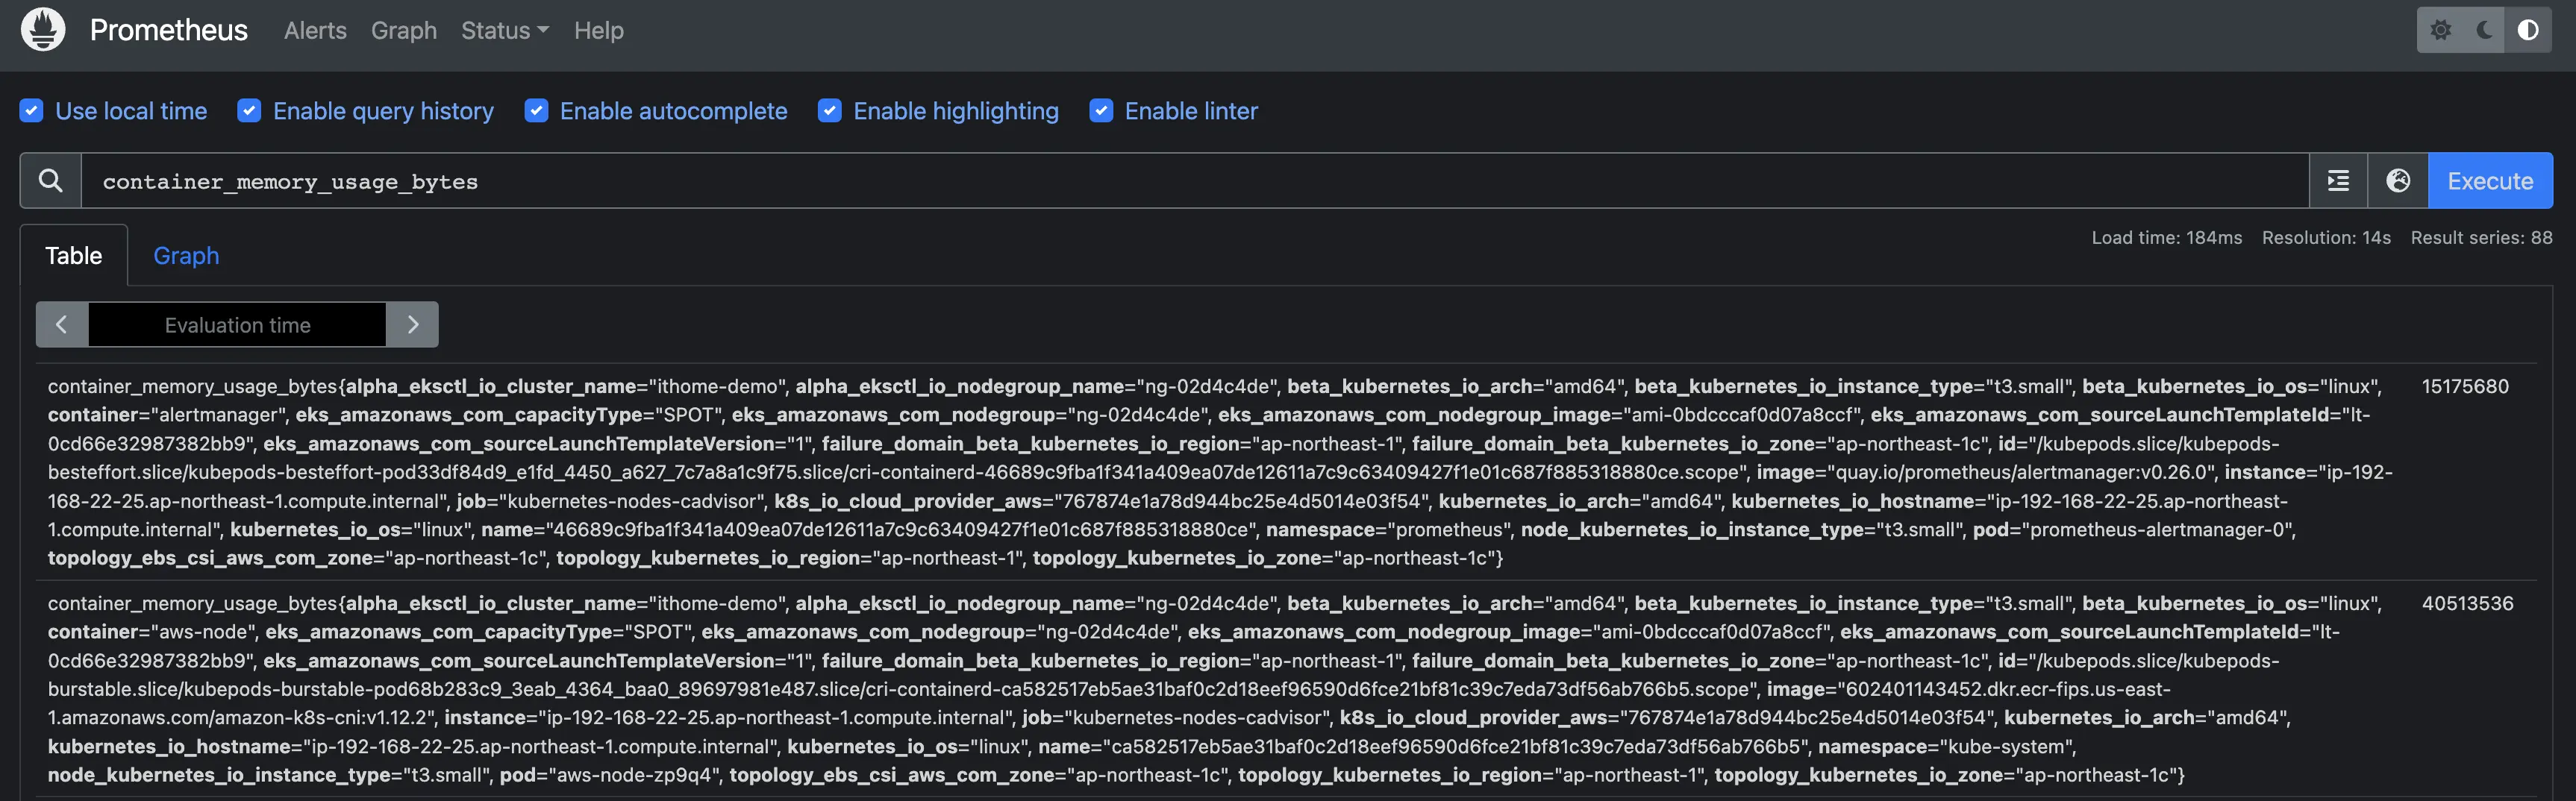 Prometheus Alerts Graph Status Help
Use local time Enable query history Enable autocomplete Enable highlighting Enable linter
container_memory_usage_bytes Execute
Table Graph Load time: 184ms Resolution: 14s Result series: 88
Evaluation time
container_memory_usage_bytes{alpha_eksctl_io_cluster_name="ithome-demo", alpha_eksctl_io_nodegroup_name="ng-02d4c4de", beta_kubernetes_io_arch="amd64", beta_kubernetes_io_instance_type="t3.small", beta_kubernetes_io_os="linux", 15175680
container="alertmanager", eks_amazonaws_com_capacityType="SPOT", eks_amazonaws_com_nodegroup="ng-02d4c4de", eks_amazonaws_com_nodegroup_image="ami-0bdcccaf0d07a8ccf", eks_amazonaws_com_sourceLaunchTemplateId="lt-
0cd66e32987382bb9", eks_amazonaws_com_sourceLaunchTemplateVersion="1", failure_domain_beta_kubernetes_io_region="ap-northeast-1", failure_domain_beta_kubernetes_io_zone="ap-northeast-1c", id="/kubepods.slice/kubepods-
besteffort.slice/kubepods-besteffort-pod33df84d9_e1fd_4450_a627_7c7a8a1c9f75.slice/cri-containerd-46689c9fba1f341a409ea07de12611a7c9c63409427f1e01c687f885318880ce.scope", image="quay.io/prometheus/alertmanager:v0.26.0", instance="ip-192-
168-22-25.ap-northeast-1.compute.internal", job="kubernetes-nodes-cadvisor", k8s_io_cloud_provider_aws="767874e1a78d944bc25e4d5014e03f54", kubernetes_io_arch="amd64", kubernetes_io_hostname="ip-192-168-22-25.ap-northeast-
1.compute.internal", kubernetes_io_os="linux", name="46689c9fba1f341a409ea07de12611a7c9c63409427f1e01c687f885318880ce", namespace="prometheus", node_kubernetes_io_instance_type="t3.small", pod="prometheus-alertmanager-0",
topology_ebs_csi_aws_com_zone="ap-northeast-1c", topology_kubernetes_io_region="ap-northeast-1", topology_kubernetes_io_zone="ap-northeast-1c"}
container_memory_usage_bytes{alpha_eksctl_io_cluster_name="ithome-demo", alpha_eksctl_io_nodegroup_name="ng-02d4c4de", beta_kubernetes_io_arch="amd64", beta_kubernetes_io_instance_type="t3.small", beta_kubernetes_io_os="linux", 40513536
container="aws-node", eks_amazonaws_com_capacityType="SPOT", eks_amazonaws_com_nodegroup="ng-02d4c4de", eks_amazonaws_com_nodegroup_image="ami-0bdcccaf0d07a8ccf", eks_amazonaws_com_sourceLaunchTemplateId="lt-
0cd66e32987382bb9", eks_amazonaws_com_sourceLaunchTemplateVersion="1", failure_domain_beta_kubernetes_io_region="ap-northeast-1", failure_domain_beta_kubernetes_io_zone="ap-northeast-1c", id="/kubepods.slice/kubepods-
burstable.slice/kubepods-burstable-pod68b283c9_3eab_4364_baa0_89697981e487.slice/cri-containerd-ca582517eb5ae31baf0c2d18eef96590d6fce21bf81c39c7eda73df56ab766b5.scope", image="602401143452.dkr.ecr-fips.us-east-
1.amazonaws.com/amazon-k8s-cni:v1.12.2", instance="ip-192-168-22-25.ap-northeast-1.compute.internal", job="kubernetes-nodes-cadvisor", k8s_io_cloud_provider_aws="767874e1a78d944bc25e4d5014e03f54", kubernetes_io_arch="amd64",
kubernetes_io_hostname="ip-192-168-22-25.ap-northeast-1.compute.internal", kubernetes_io_os="linux", name="ca582517eb5ae31baf0c2d18eef96590d6fce21bf81c39c7eda73df56ab766b5", namespace="kube-system",
node_kubernetes_io_instance_type="t3.small", pod="aws-node-zp9q4", topology_ebs_csi_aws_com_zone="ap-northeast-1c", topology_kubernetes_io_region="ap-northeast-1", topology_kubernetes_io_zone="ap-northeast-1c"}